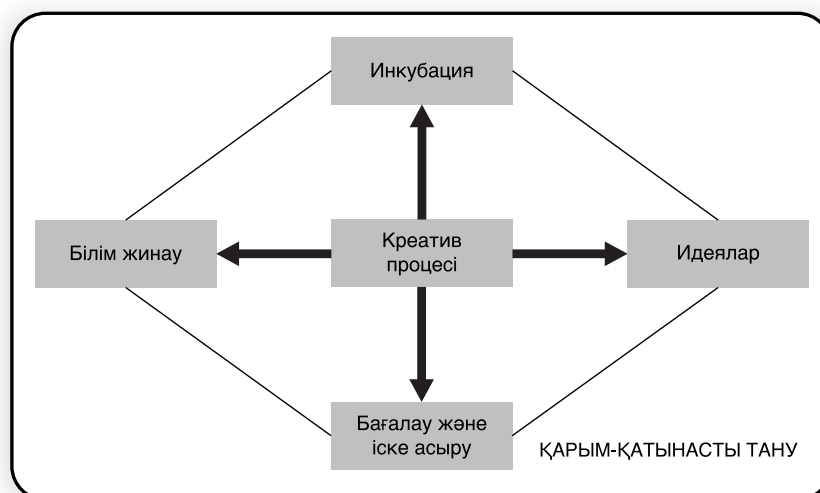 Инкубация
Білім жинау
Креатив
процесі
Идеялар
Бағалау және
іске асыру
ҚАРЫМ-ҚАТЫНАСТЫ ТАНУ